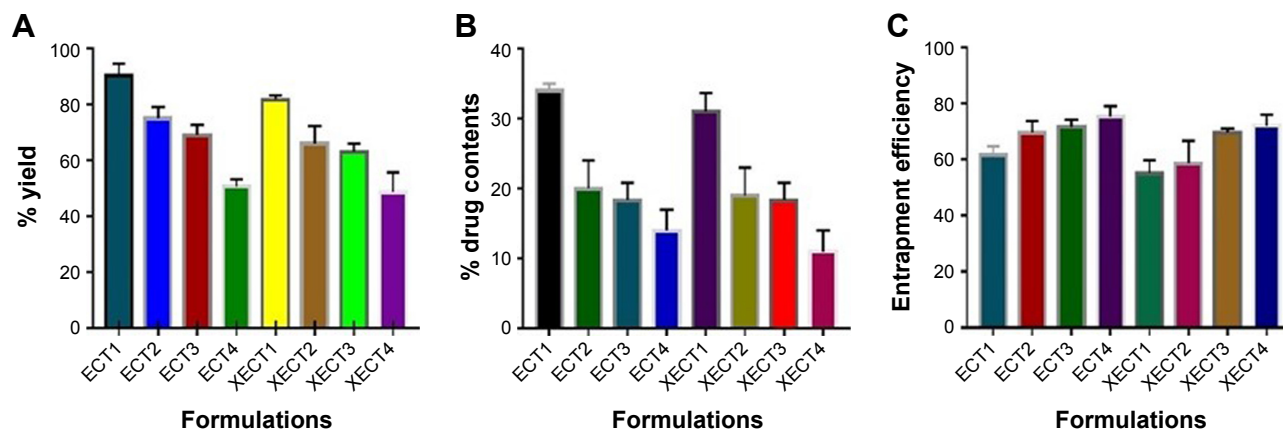 A
% yield
100
80
60
40
20
0
ECT1
ECT2
ECT3
ECT4
XECT1
XECT2
XECT3
XECT4
Formulations
B
% drug contents
40
30
20
10
0
ECT1
ECT2
ECT3
ECT4
XECT1
XECT2
XECT3
XECT4
Formulations
C
Entrapment efficiency
100
80
60
40
20
0
ECT1
ECT2
ECT3
ECT4
XECT1
XECT2
XECT3
XECT4
Formulations